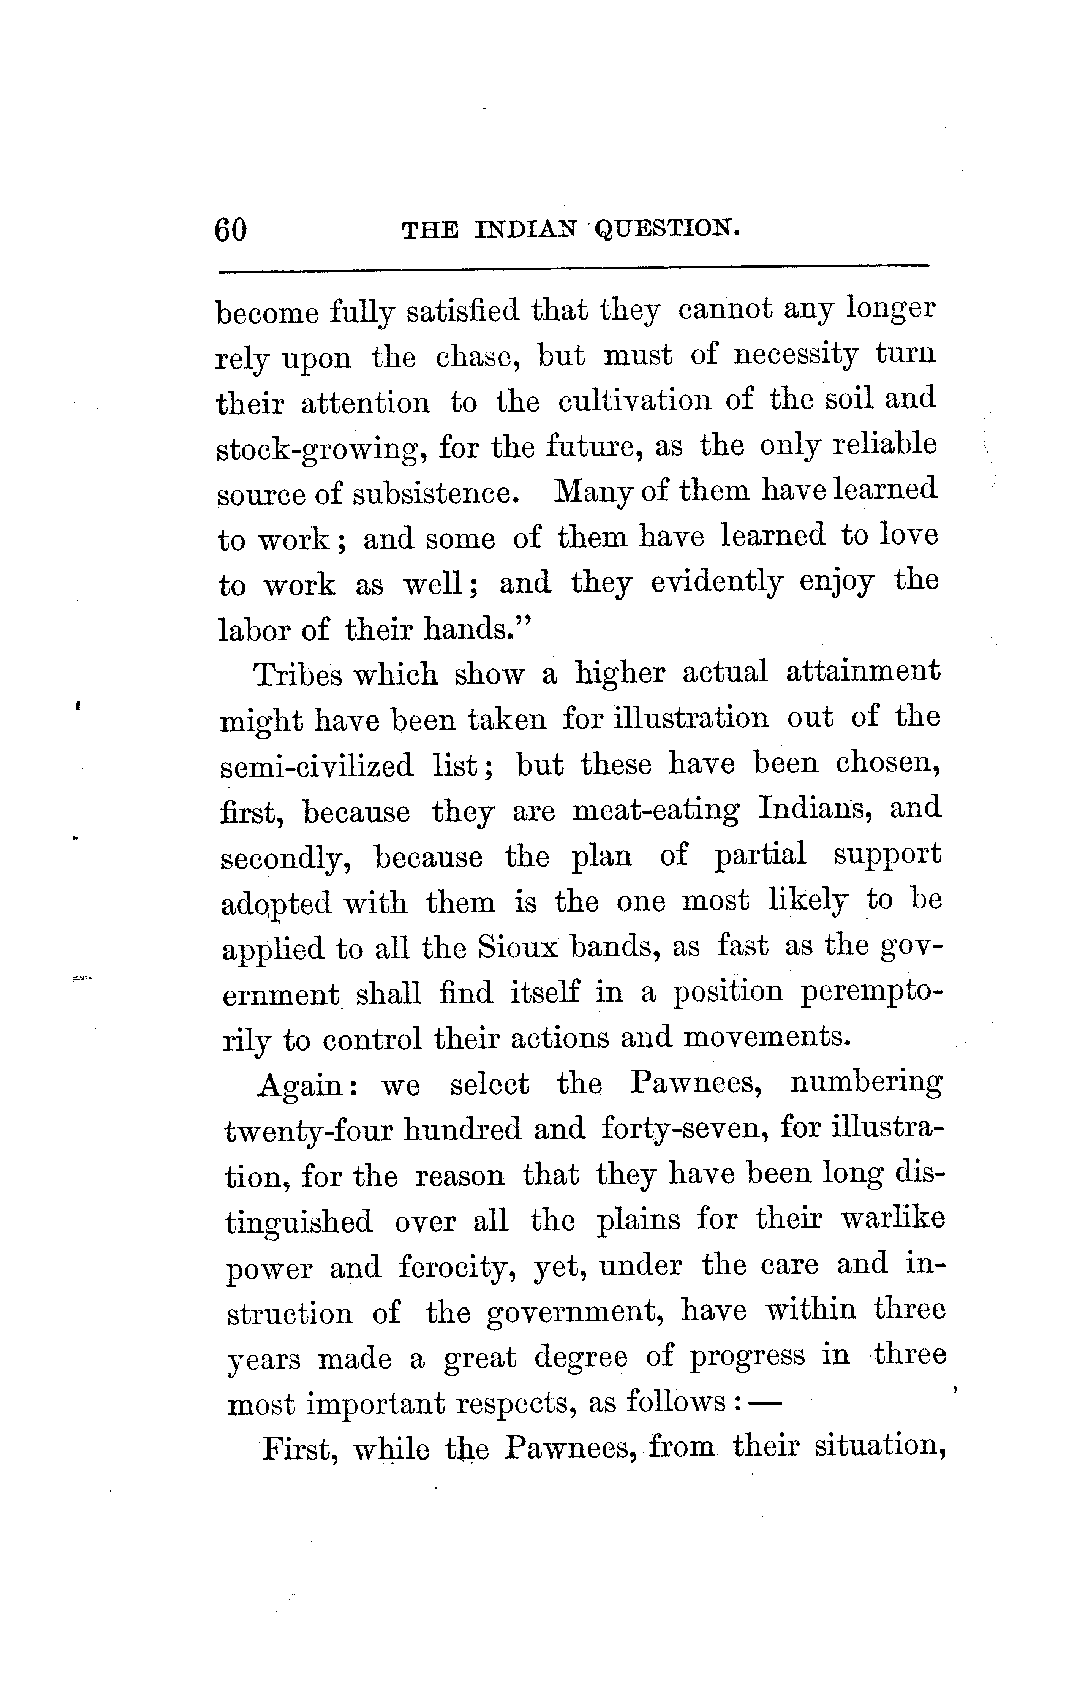 60 THE INDIAN QUESTION.
become fully satisfied that they cannot any longer
rely upon the chase, but must of necessity turn
their attention to the cultivation of the soil and
stock-growing, for the future, as the only reliable
source of subsistence. Many of them have learned
to work; and some of them have learned to love
to work as well; and they evidently enjoy the
labor of their hands."
Tribes which show a higher actual attainment
might have been taken for illustration out of the
semi-civilized list; but these have been chosen,
first, because they are meat-eating Indians, and
secondly, because the plan of partial support
adopted with them is the one most likely to be
applied to all the Sioux bands, as fast as the gov-
ernment shall find itself in a position perempto-
rily to control their actions and movements.
Again: we select the Pawnees, numbering
twenty-four hundred and forty-seven, for illustra-
tion, for the reason that they have been long dis-
tinguished over all the plains for their warlike
power and ferocity, yet, under the care and in-
struction of the government, have within three
years made a great degree of progress in three
most important respects, as follows:—
First, while the Pawnees, from their situation,